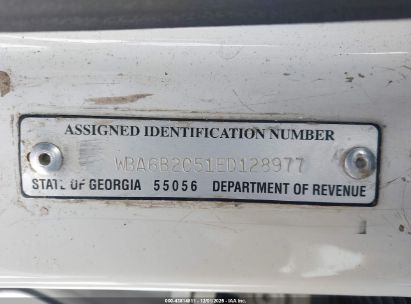 ASSIGNED IDENTIFICATION NUMBER
WBA6B2C51ED128977
STATE OF GEORGIA 55056 DEPARTMENT OF REVENUE